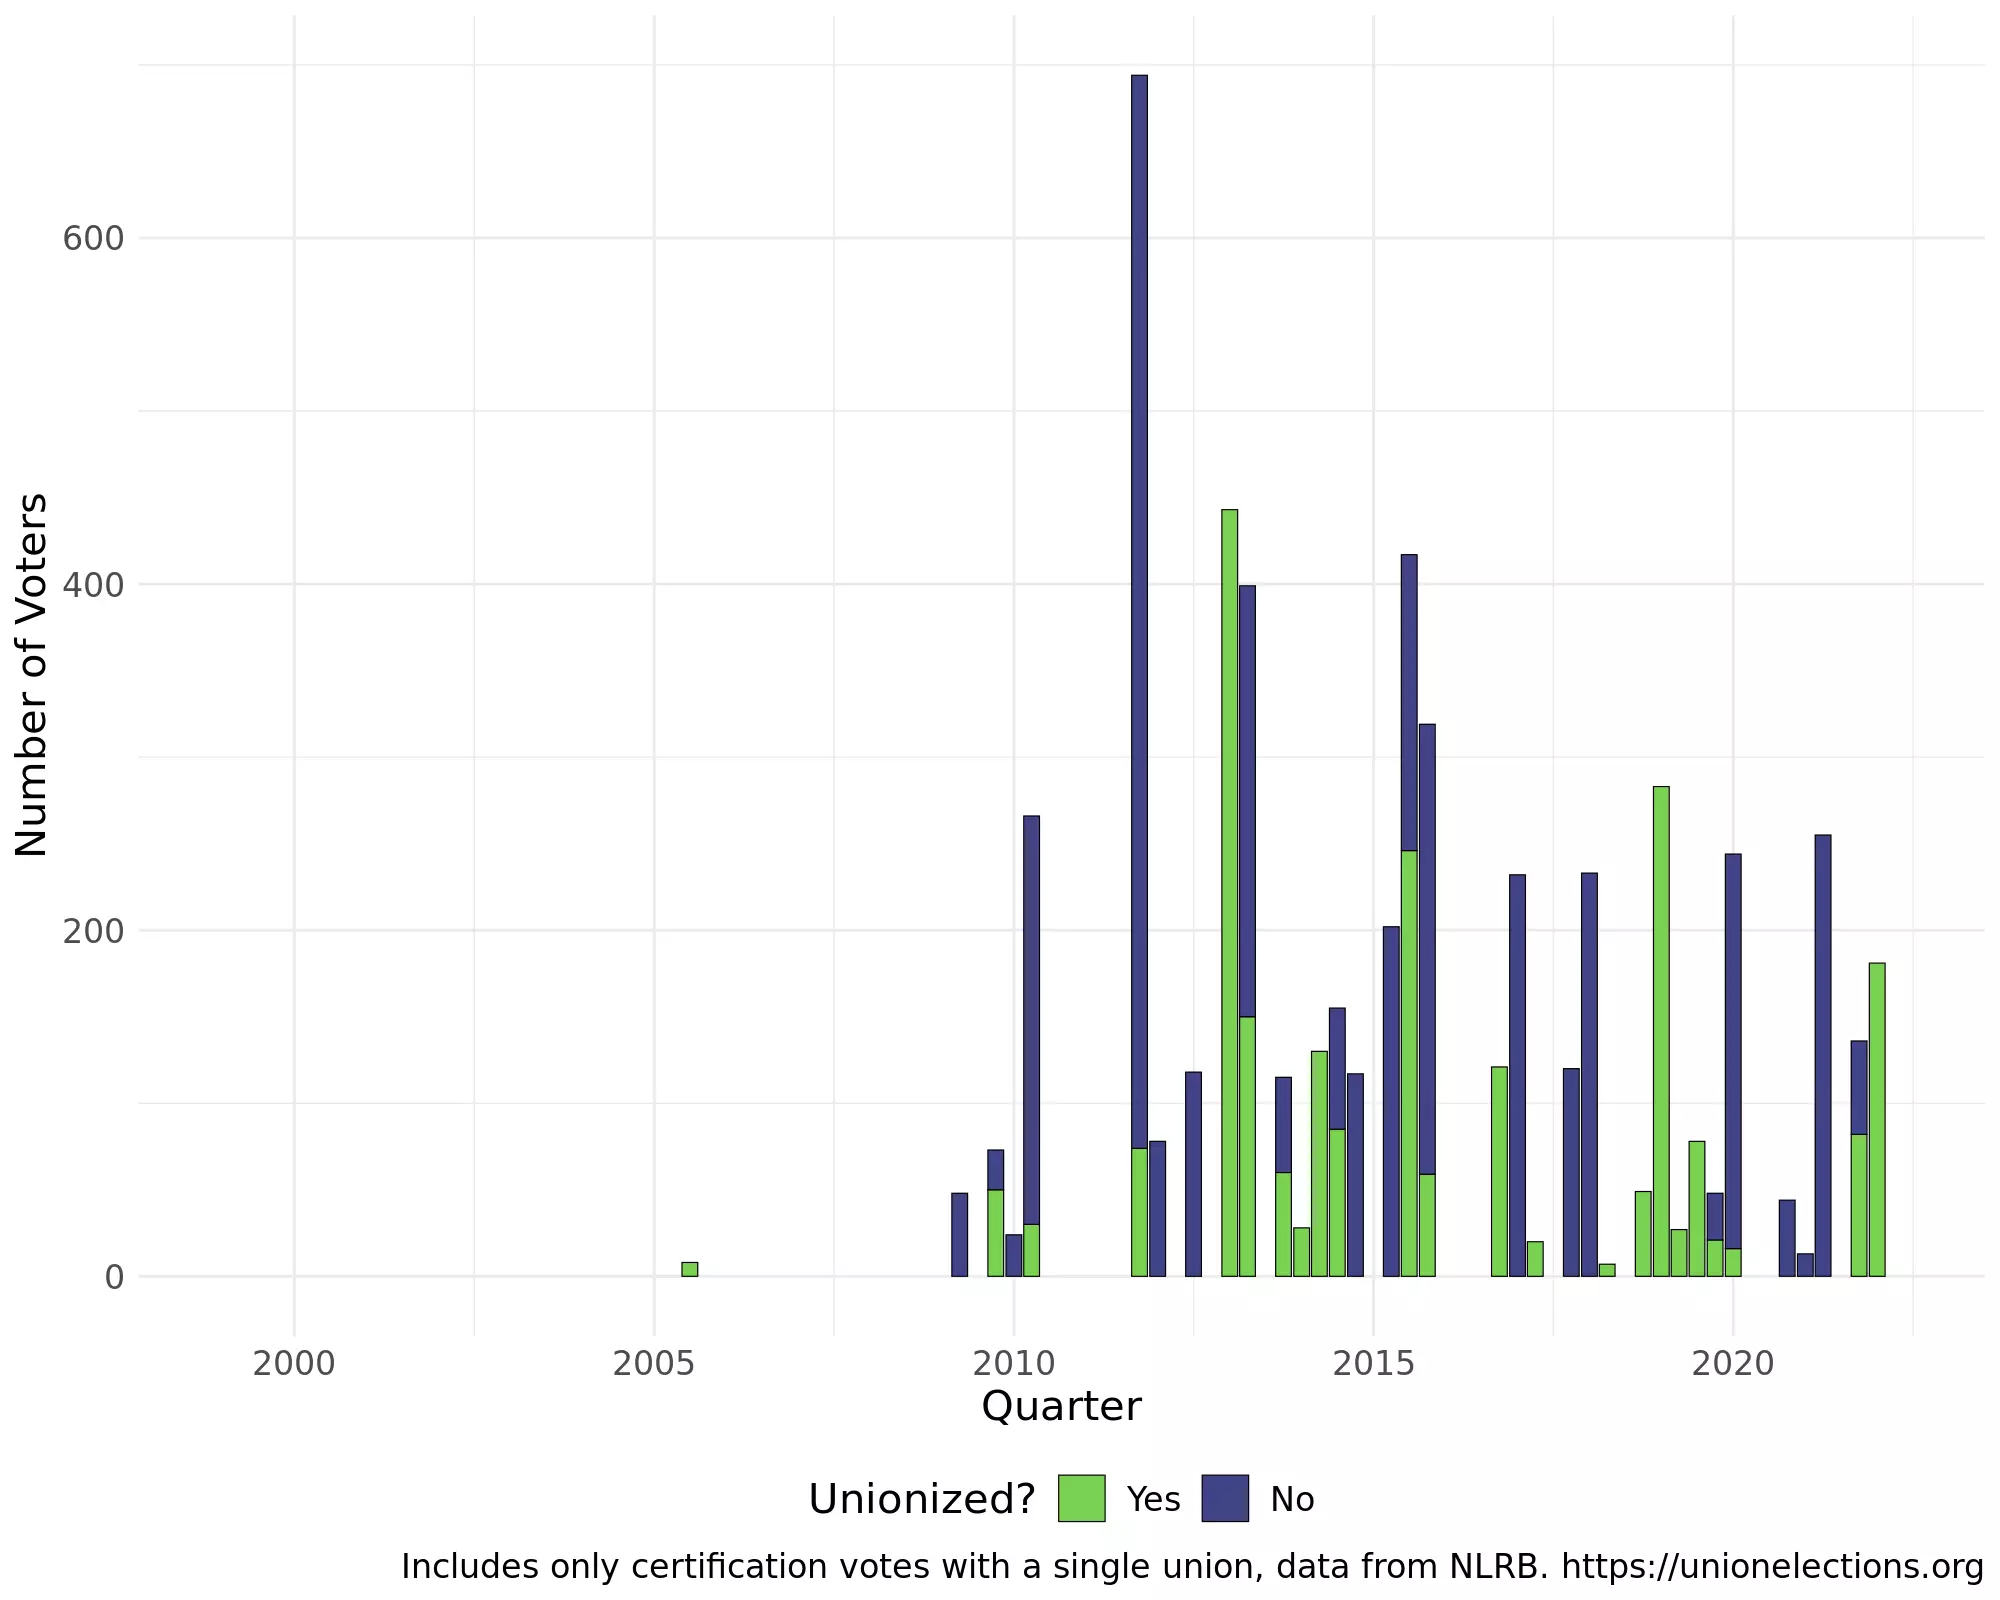 600
400
200
0
Number of Voters
2000 2005 2010 2015 2020
Quarter
Unionized? Yes No
Includes only certification votes with a single union, data from NLRB. https://unionelections.org